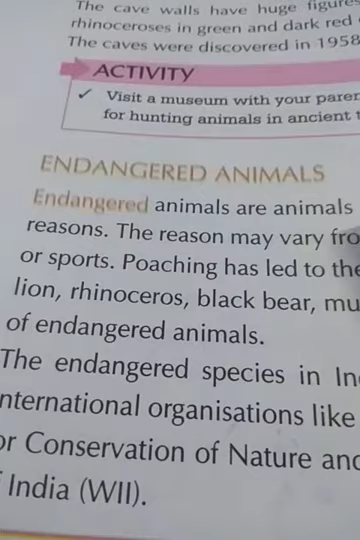 The cave walls have huge figures
rhinoceroses in green and dark red
The caves were discovered in 1958
ACTIVITY
✓ Visit a museum with your paren
for hunting animals in ancient t
ENDANGERED ANIMALS
Endangered animals are animals
reasons. The reason may vary fro
or sports. Poaching has led to the
lion, rhinoceros, black bear, mu
of endangered animals.
The endangered species in In
nternational organisations like
or Conservation of Nature and
f India (WII).